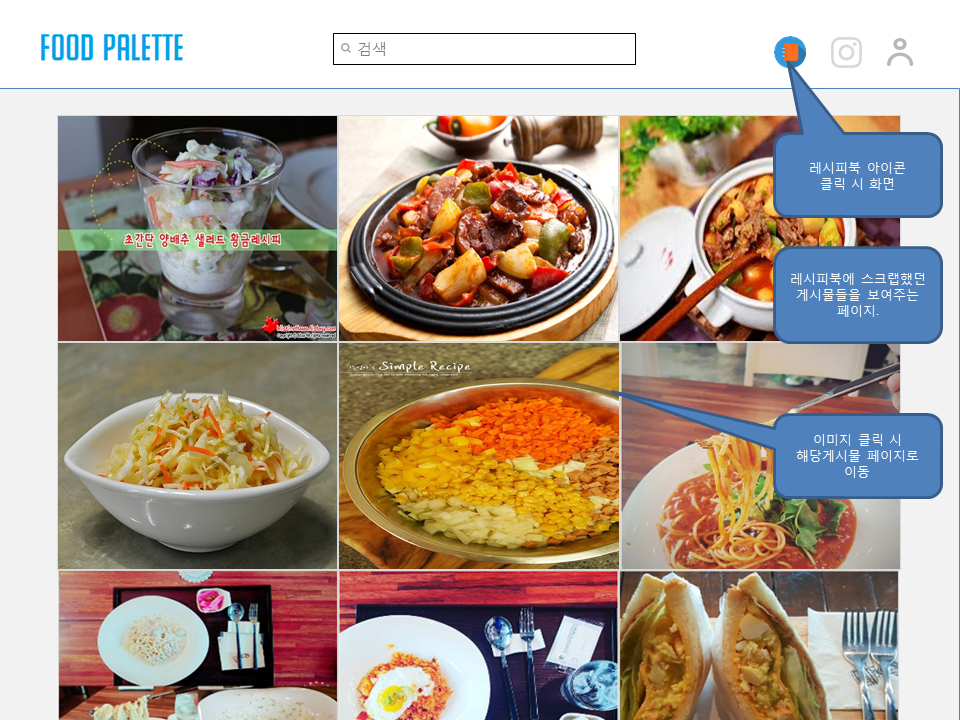 FOOD PALETTE
검색
레시피북 아이콘
클릭 시 화면
초간단 양배추 샐러드 황금레시피
레시피북에 스크랩했던
게시물들을 보여주는
페이지.
Simple Recipe
이미지 클릭 시
해당게시물 페이지로
이동